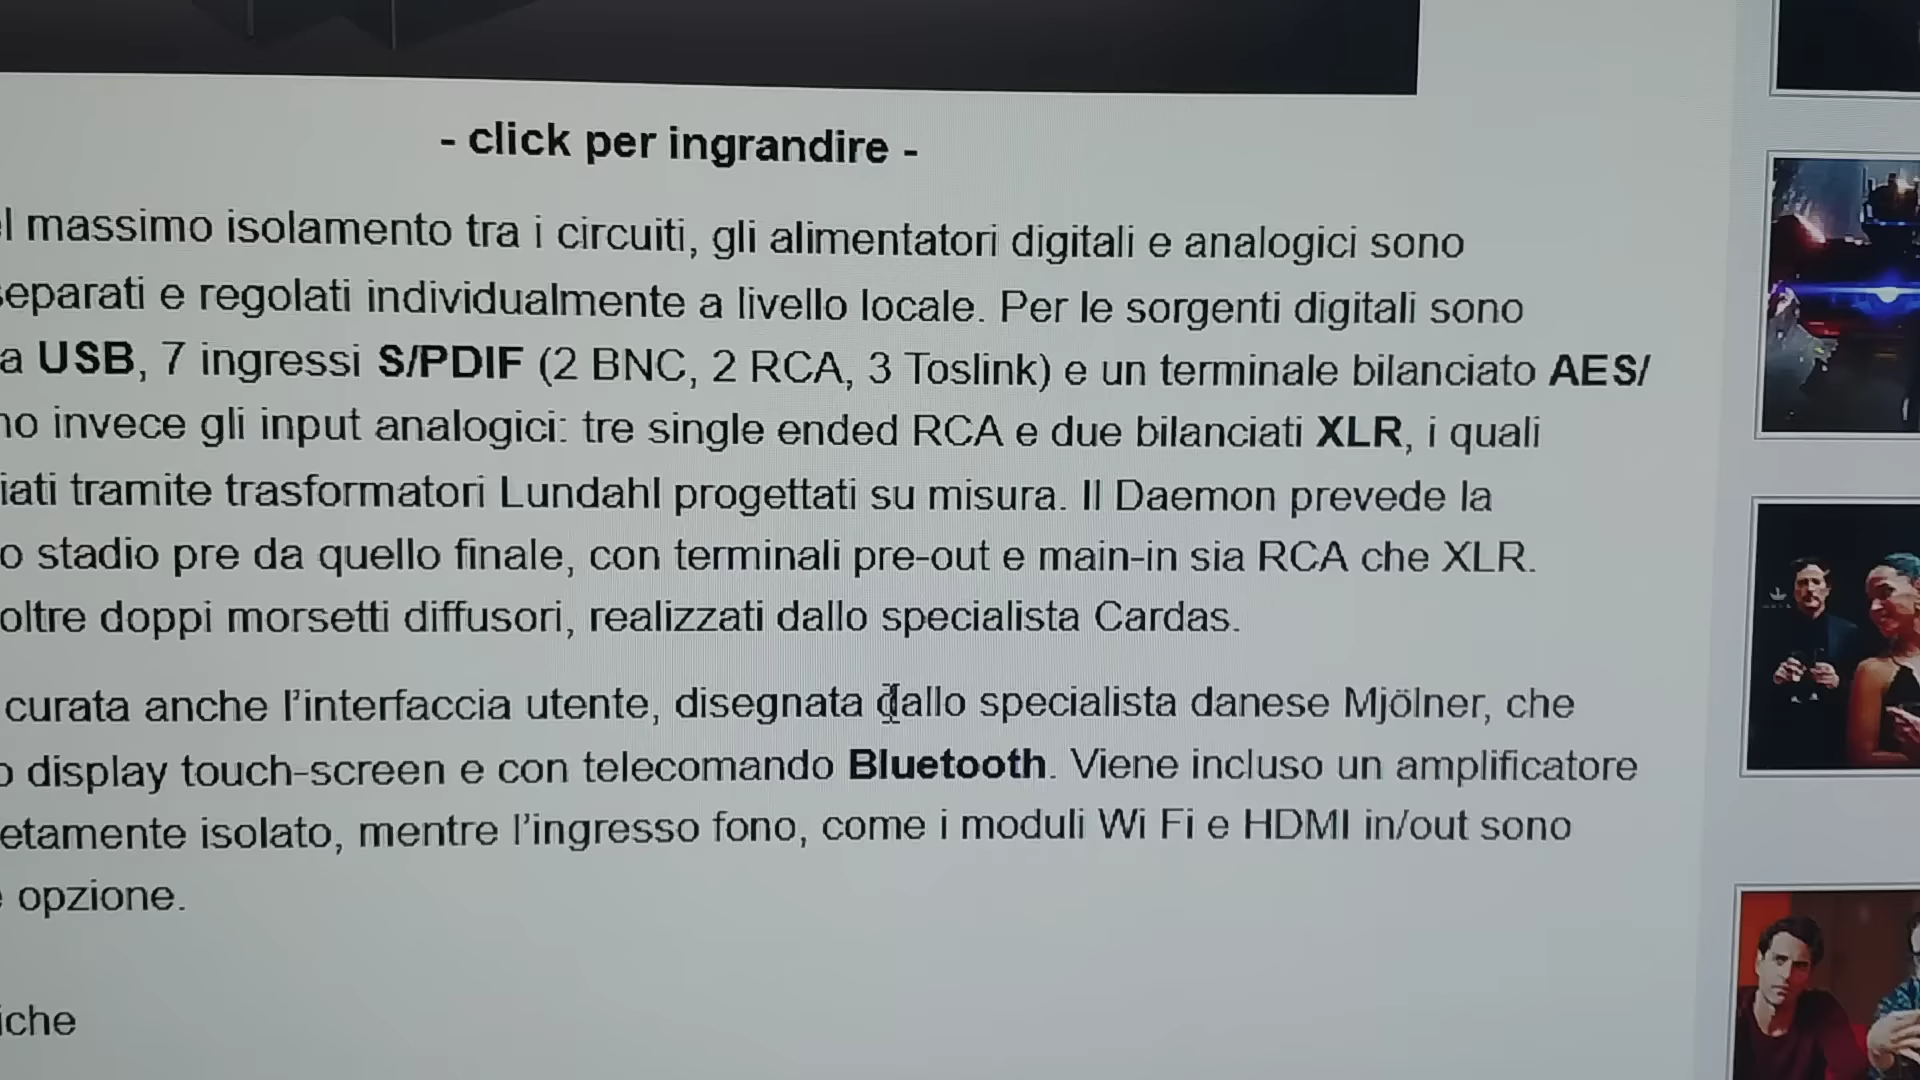 - click per ingrandire -
l massimo isolamento tra i circuiti, gli alimentatori digitali e analogici sono
separati e regolati individualmente a livello locale. Per le sorgenti digitali sono
a USB, 7 ingressi S/PDIF (2 BNC, 2 RCA, 3 Toslink) e un terminale bilanciato AES/
no invece gli input analogici: tre single ended RCA e due bilanciati XLR, i quali
iati tramite trasformatori Lundahl progettati su misura. Il Daemon prevede la
o stadio pre da quello finale, con terminali pre-out e main-in sia RCA che XLR.
oltre doppi morsetti diffusori, realizzati dallo specialista Cardas.
curata anche l'interfaccia utente, disegnata dallo specialista danese Mjölner, che
o display touch-screen e con telecomando Bluetooth. Viene incluso un amplificatore
etamente isolato, mentre l'ingresso fono, come i moduli Wi Fi e HDMI in/out sono
e opzione.
iche